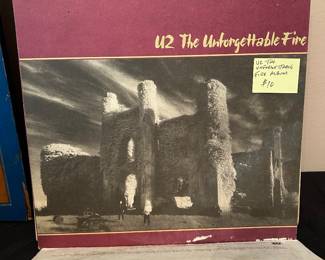 U2 The Unforgettable Fire
U2 THE
UNFORGETTABLE
FIRE ALBUM
$10